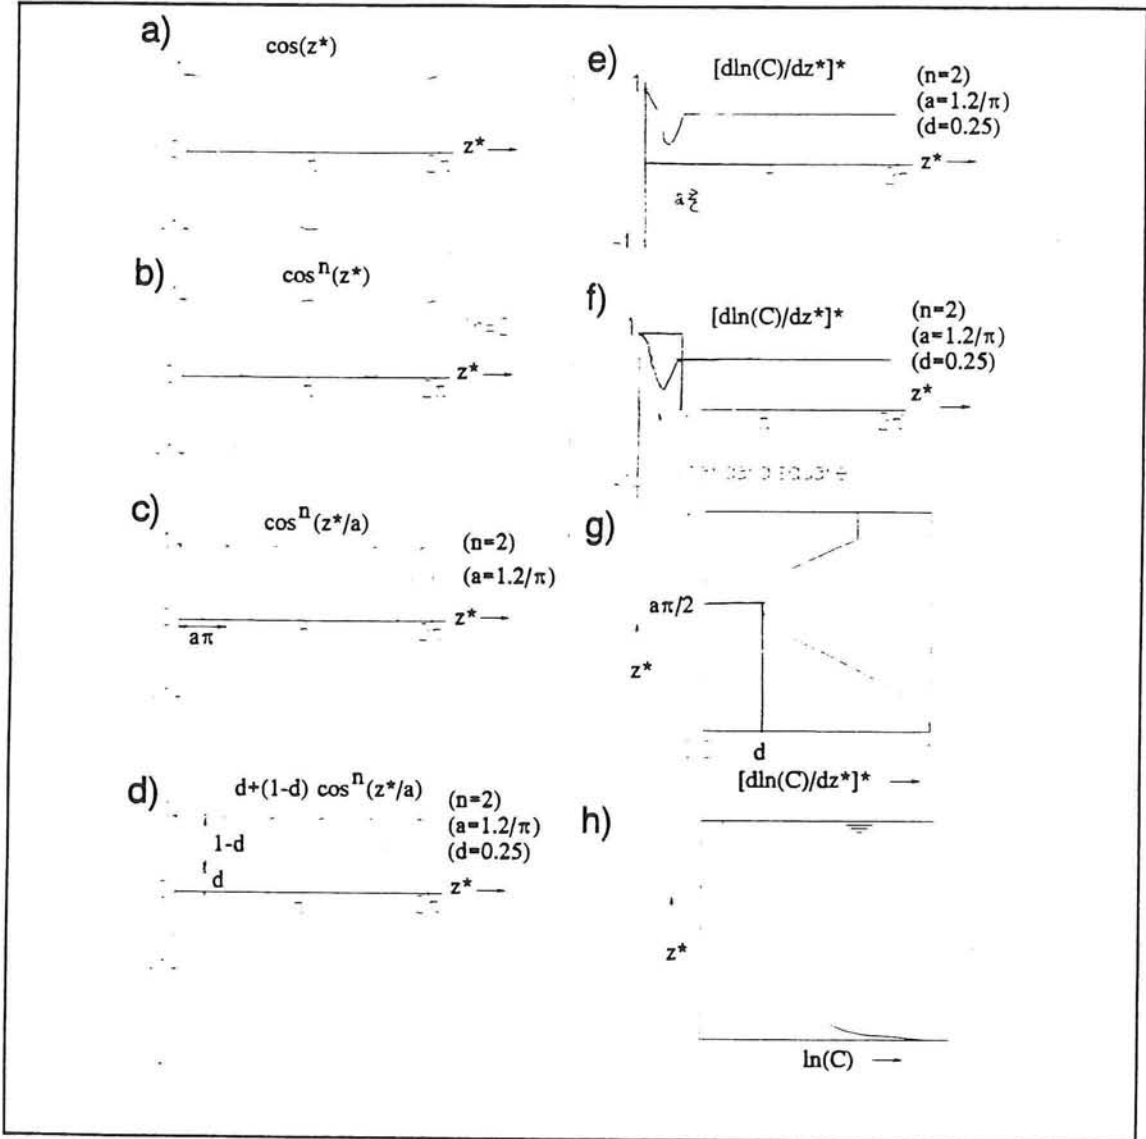 a)
cos(z*)
z*
b)
cos^n(z*)
z*
c)
cos^n(z*/a)
(n=2)
(a=1.2/π)
z*
aπ
d)
d+(1-d) cos^n(z*/a)
(n=2)
(a=1.2/π)
(d=0.25)
1-d
d
z*
e)
[dln(C)/dz*]*
(n=2)
(a=1.2/π)
(d=0.25)
1
z*
-1
f)
[dln(C)/dz*]*
(n=2)
(a=1.2/π)
(d=0.25)
1
z*
g)
aπ/2
z*
d
[dln(C)/dz*]*
h)
z*
ln(C)